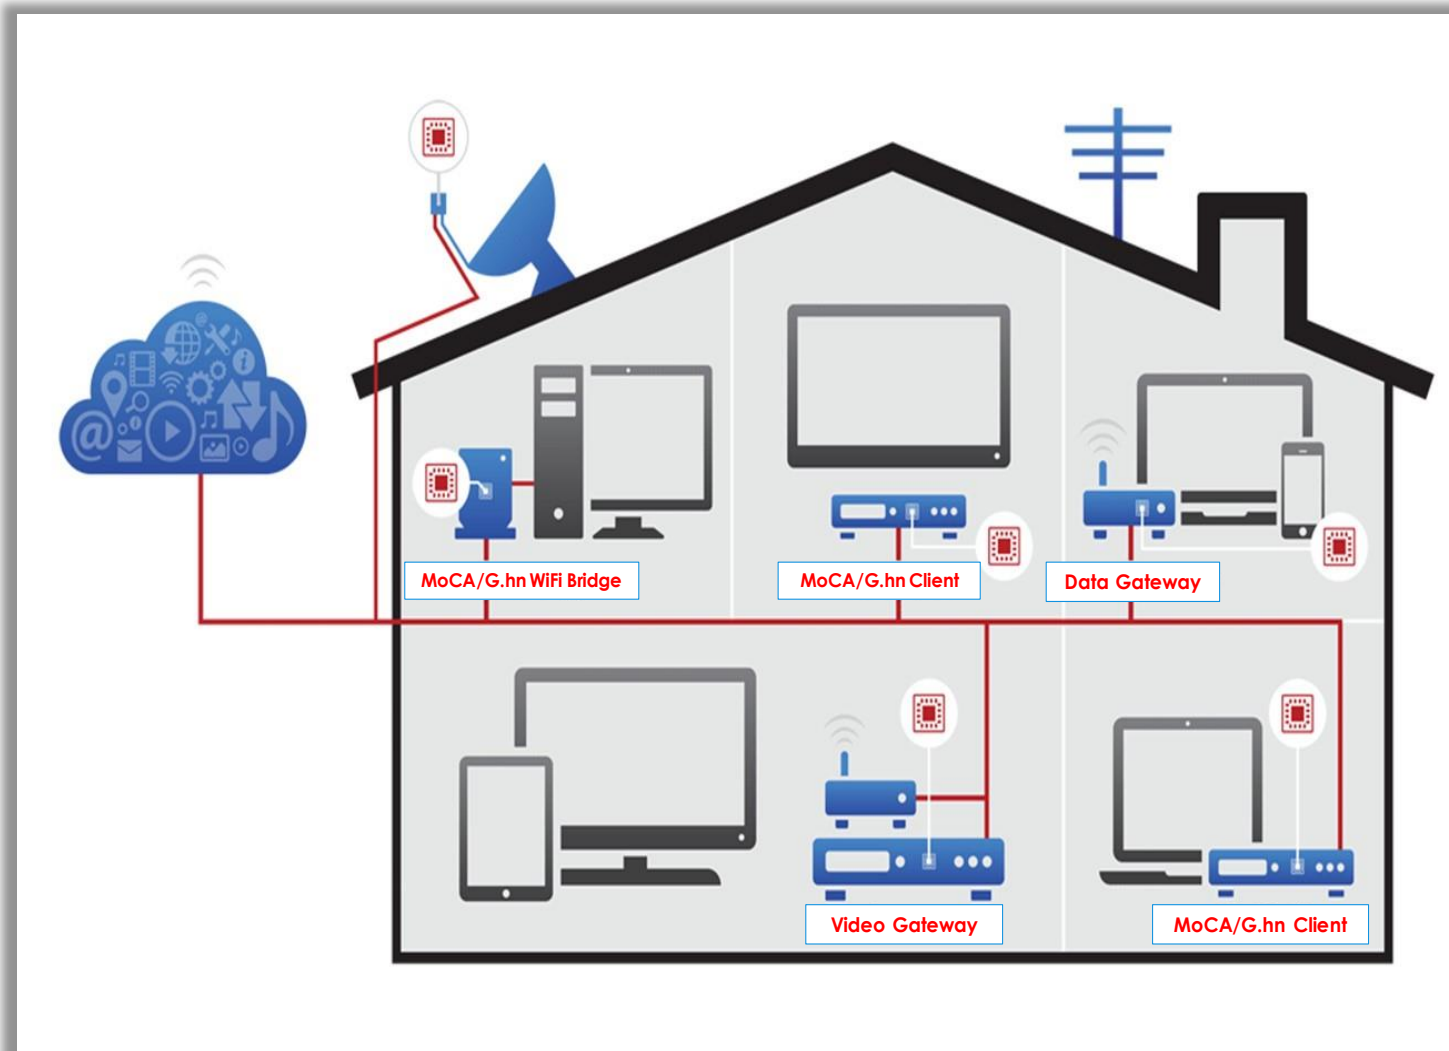 MoCA/G.hn WiFi Bridge
MoCA/G.hn Client
Data Gateway
Video Gateway
MoCA/G.hn Client